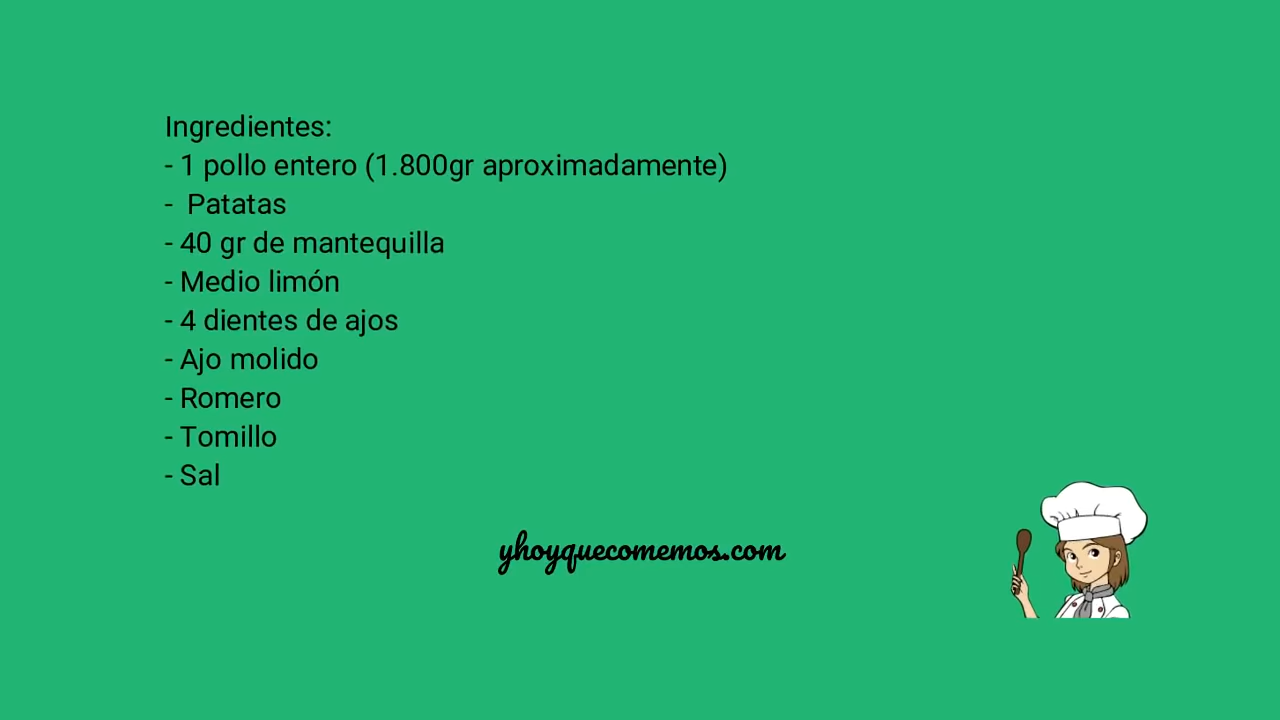 Ingredientes:
- 1 pollo entero (1.800gr aproximadamente)
-  Patatas
- 40 gr de mantequilla
- Medio limón
- 4 dientes de ajos
- Ajo molido
- Romero
- Tomillo
- Sal
yhoyquecomemos.com